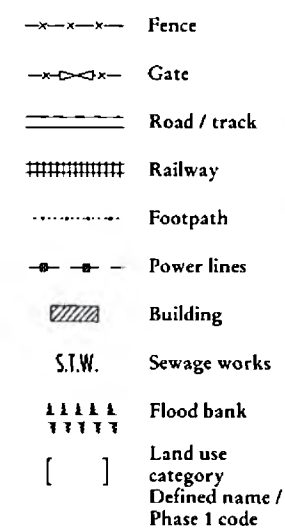 Fence
Gate
Road / track
Railway
Footpath
Power lines
Building
S.T.W. Sewage works
Flood bank
[ ] Land use
category
Defined name /
Phase 1 code